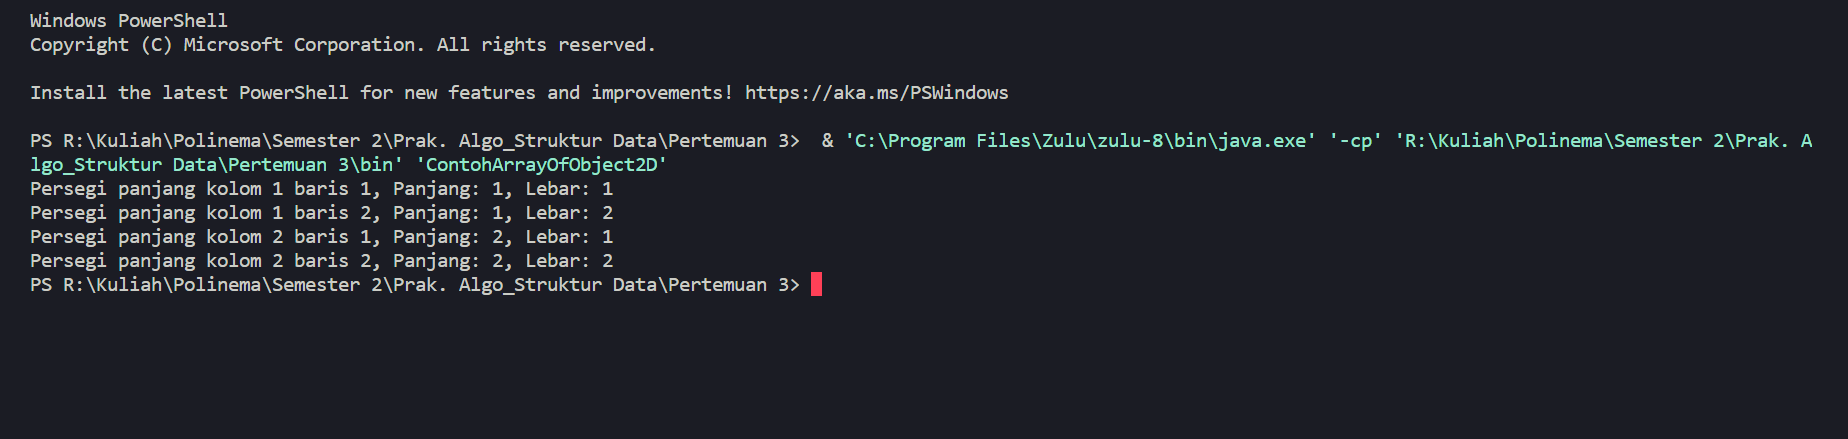 Windows PowerShell
Copyright (C) Microsoft Corporation. All rights reserved.
Install the latest PowerShell for new features and improvements! https://aka.ms/PSWindows
PS R:\Kuliah\Polinema\Semester 2\Prak. Algo_Struktur Data\Pertemuan 3>  & 'C:\Program Files\Zulu\zulu-8\bin\java.exe' '-cp' 'R:\Kuliah\Polinema\Semester 2\Prak. A
lgo_Struktur Data\Pertemuan 3\bin' 'ContohArrayOfObject2D'
Persegi panjang kolom 1 baris 1, Panjang: 1, Lebar: 1
Persegi panjang kolom 1 baris 2, Panjang: 1, Lebar: 2
Persegi panjang kolom 2 baris 1, Panjang: 2, Lebar: 1
Persegi panjang kolom 2 baris 2, Panjang: 2, Lebar: 2
PS R:\Kuliah\Polinema\Semester 2\Prak. Algo_Struktur Data\Pertemuan 3>